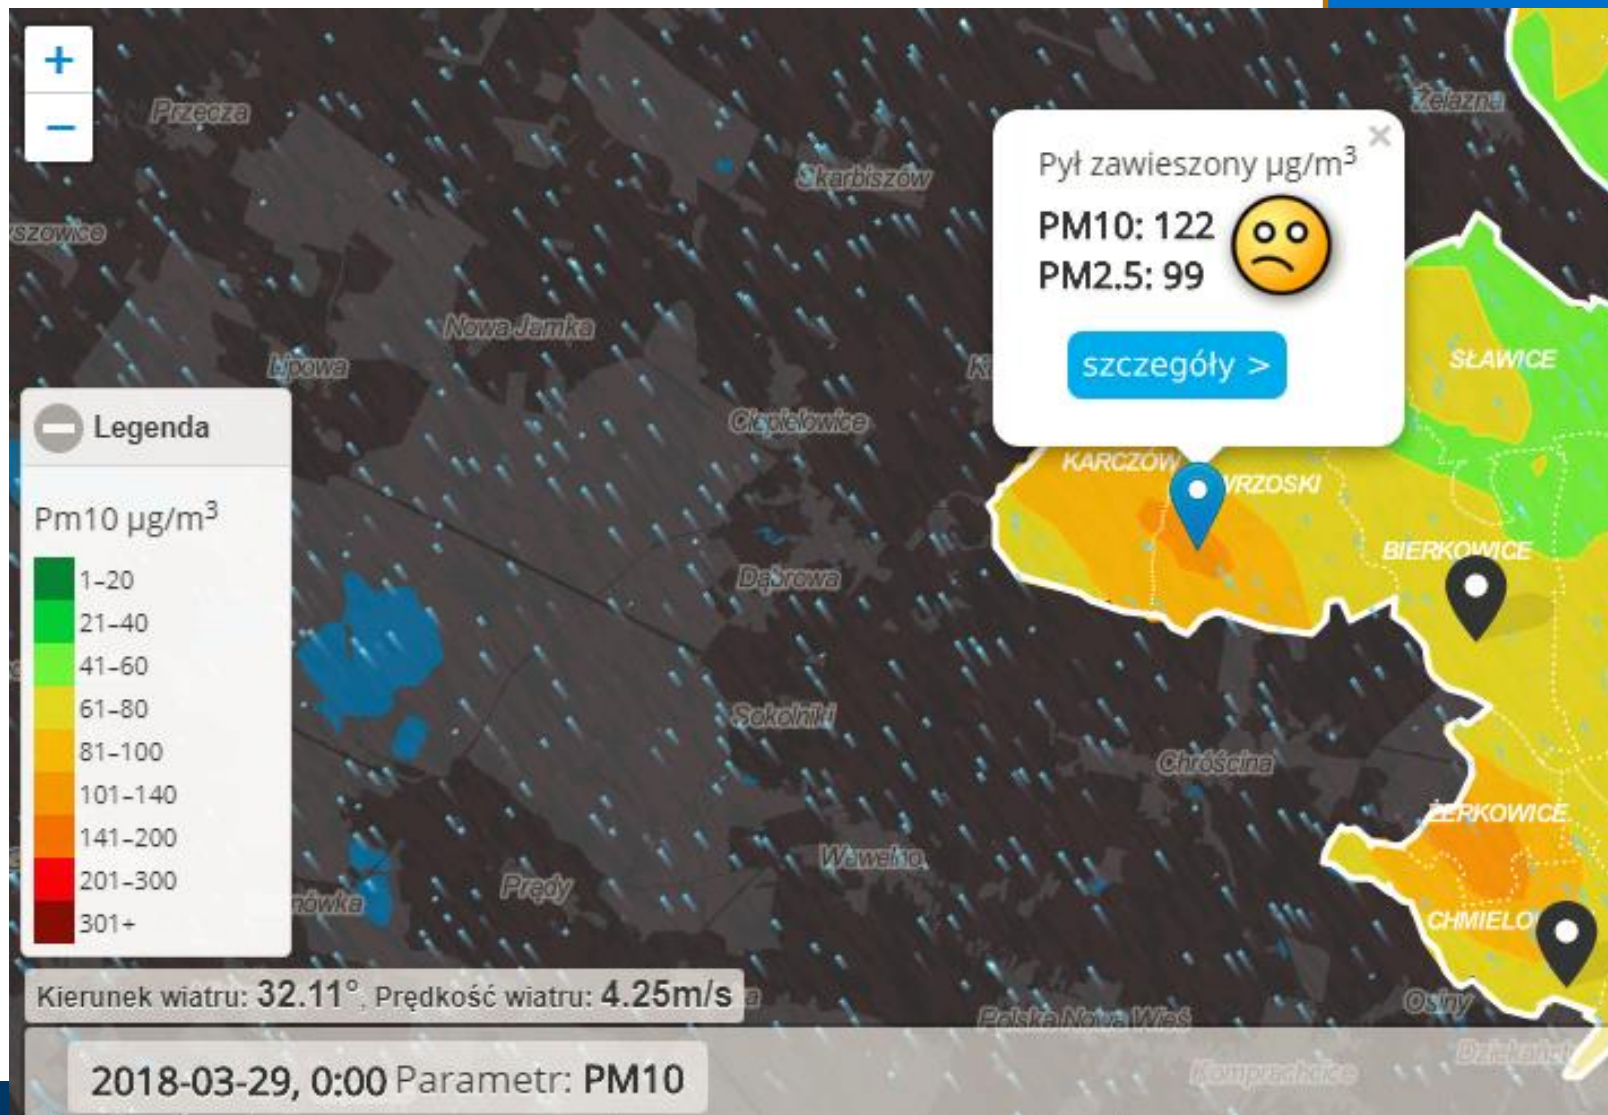 +
−
Przecza
Żelazna
Skarbiszów
Pył zawieszony µg/m³
×
PM10: 122
PM2.5: 99
szczegóły >
szowice
Nowa Jamka
Lipowa
SŁAWICE
Ciepielowice
Legenda
KARCZÓW
WRZOSKI
Pm10 µg/m³
BIERKOWICE
1–20
Dąbrowa
21–40
41–60
61–80
Sokolniki
81–100
Chróścina
101–140
ŻERKOWICE
141–200
Wawelno
201–300
Prądy
nówka
301+
CHMIELO
Kierunek wiatru: 32.11°, Prędkość wiatru: 4.25m/s
Osiny
Polska Nowa Wieś
Dziekańst
Komprachcice
2018-03-29, 0:00 Parametr: PM10